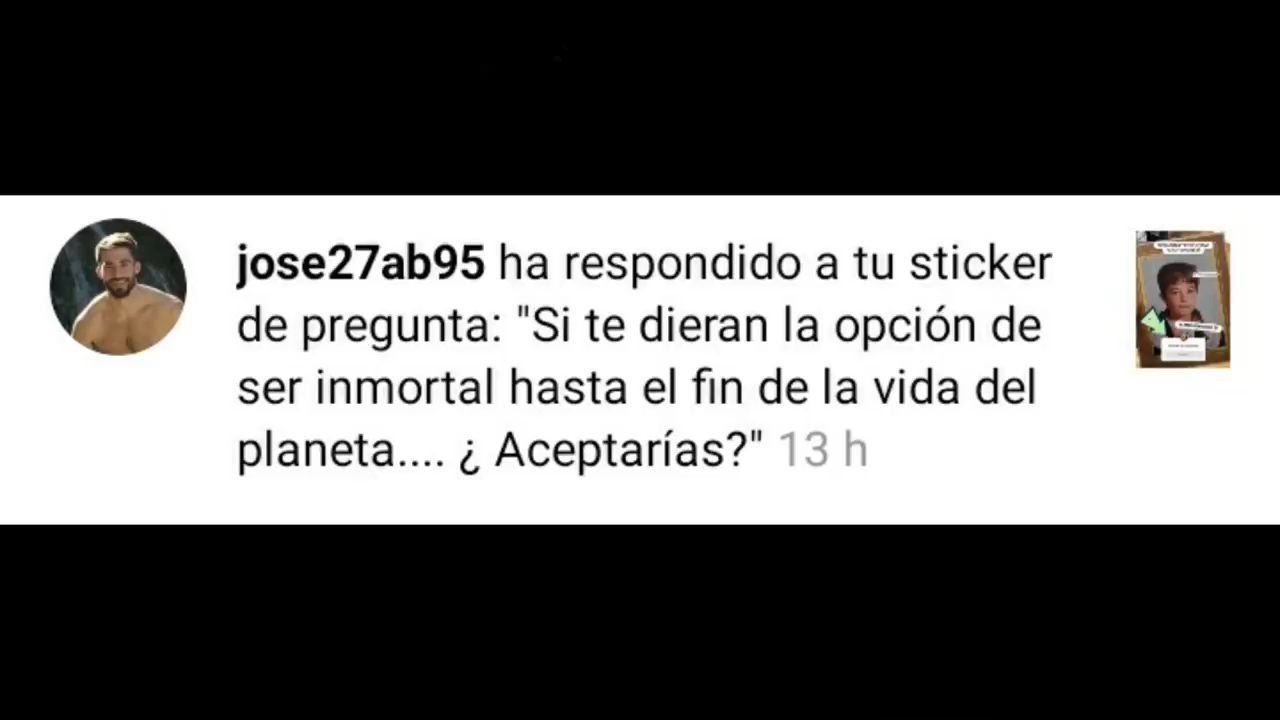 jose27ab95 ha respondido a tu sticker
de pregunta: "Si te dieran la opción de
ser inmortal hasta el fin de la vida del
planeta.... ¿ Aceptarías?" 13 h